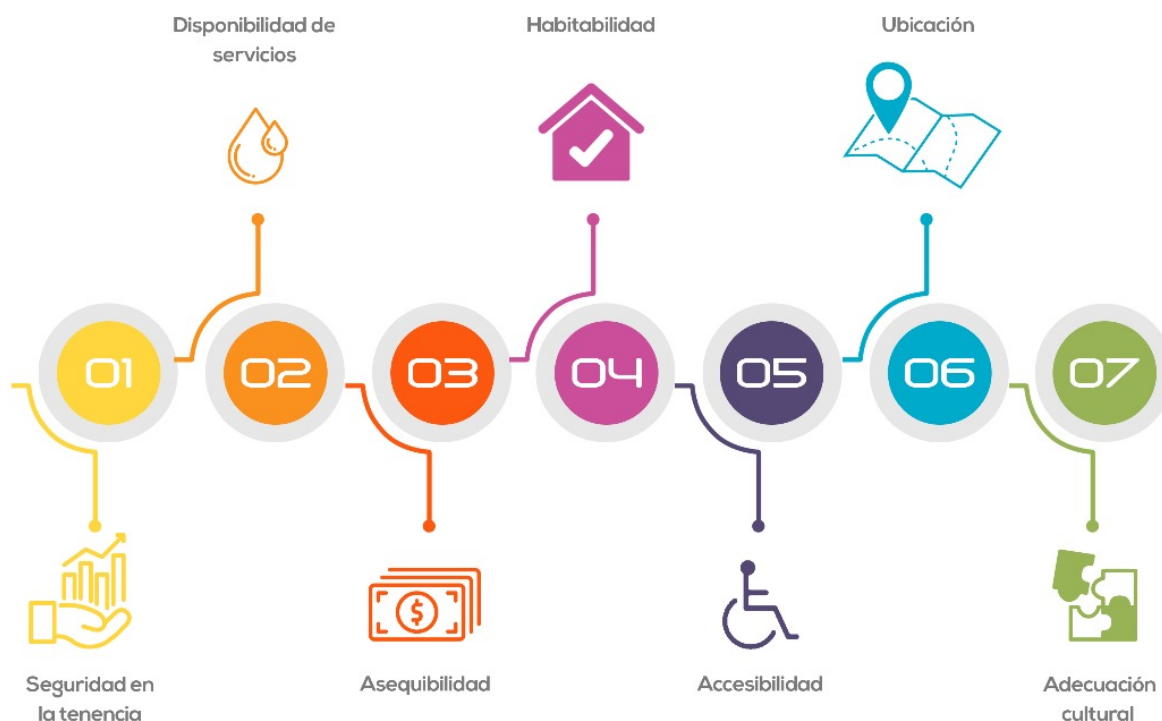 Disponibilidad de
servicios
Habitabilidad
Ubicación
01
02
03
04
05
06
07
$
Seguridad en
la tenencia
Asequibilidad
Accesibilidad
Adecuación
cultural